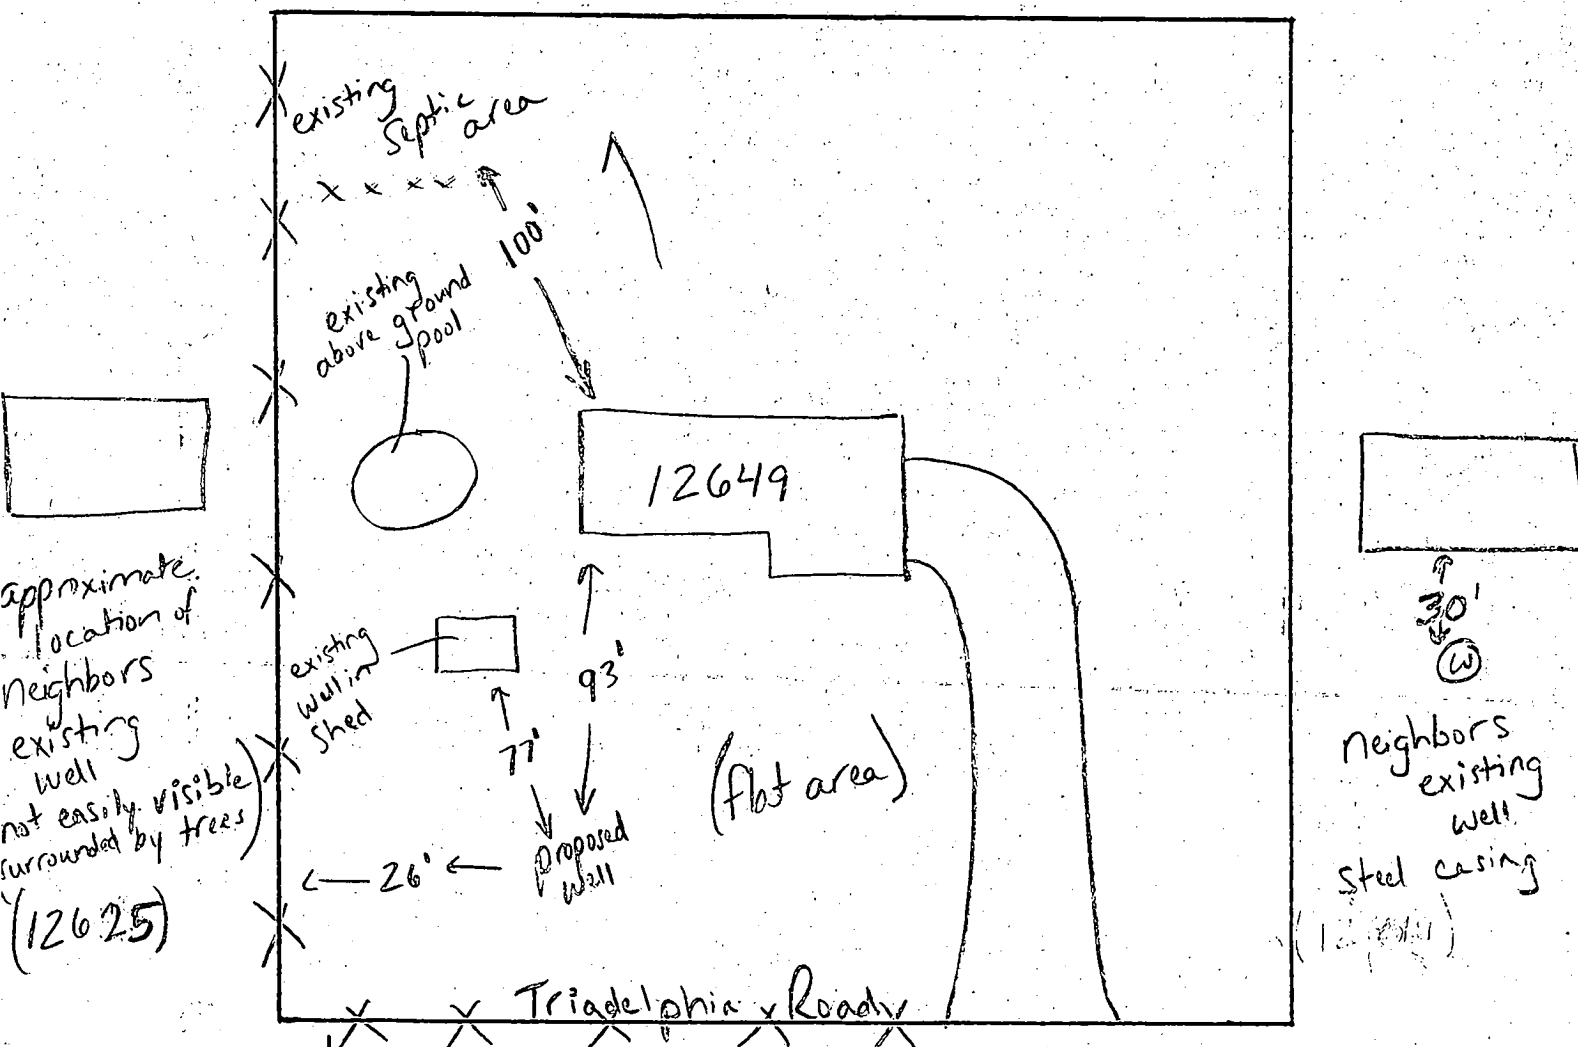 existing
septic
area
100'
existing
above ground
pool
12649
approximate
location of
neighbors
existing
well
not easily visible
surrounded by trees)
(12625)
existing
well in
shed
77'
93'
(flat area)
proposed
well
26'
30'
W
neighbors
existing
well
steel casing
Triadelphia Road